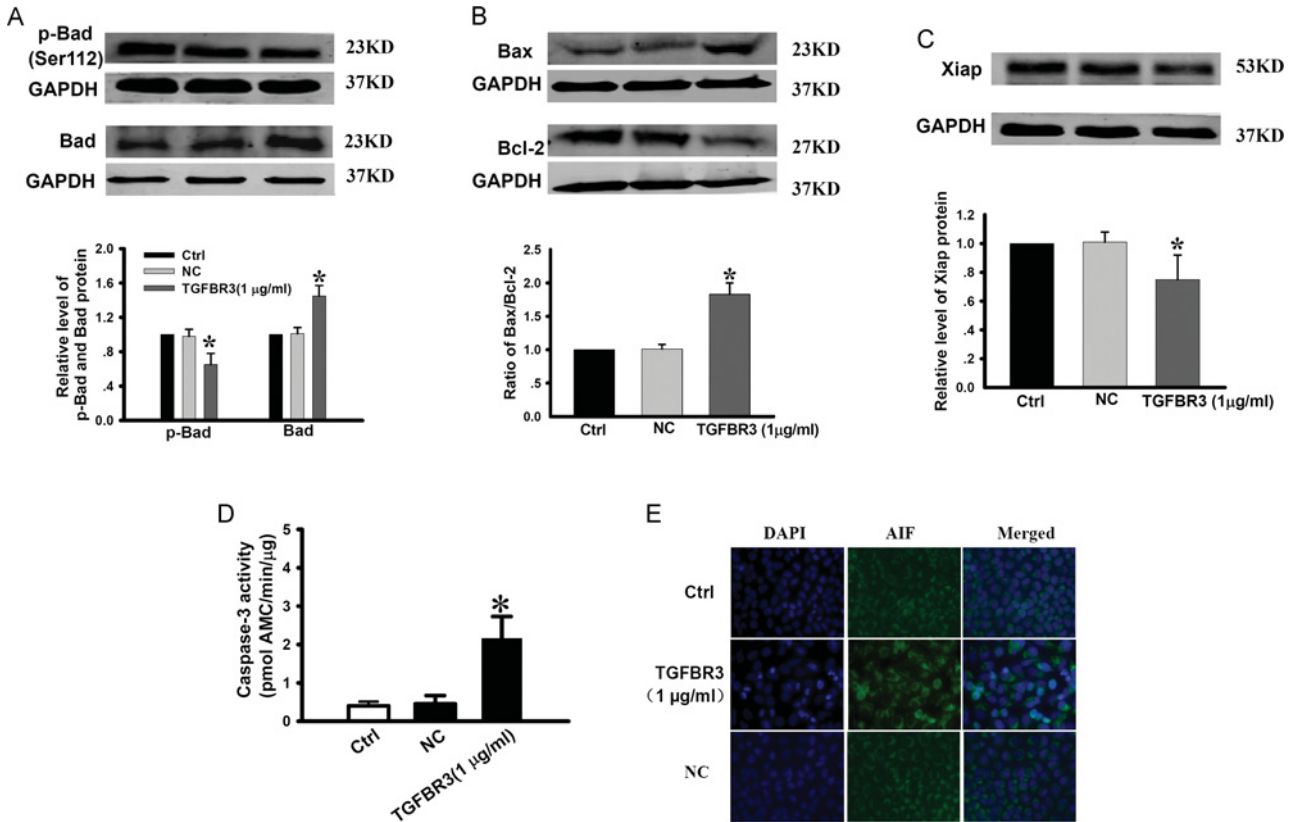 A
p-Bad
(Ser112)
23KD
GAPDH
37KD
Bad
23KD
GAPDH
37KD
Relative level of
p-Bad and Bad protein
2.0
1.6
1.2
.8
.4
0.0
Ctrl
NC
TGFBR3(1 μg/ml)
*
*
p-Bad
Bad
B
Bax
23KD
GAPDH
37KD
Bcl-2
27KD
GAPDH
37KD
Ratio of Bax/Bcl-2
2.5
2.0
1.5
1.0
.5
0.0
*
Ctrl
NC
TGFBR3 (1μg/ml)
C
Xiap
53KD
GAPDH
37KD
Relative level of Xiap protein
1.2
1.0
.8
.6
.4
.2
0.0
*
Ctrl
NC
TGFBR3 (1μg/ml)
D
Caspase-3 activity
(pmol AMC/min/μg)
5
4
3
2
1
0
*
Ctrl
NC
TGFBR3(1 μg/ml)
E
DAPI
AIF
Merged
Ctrl
TGFBR3
（1 μg/ml）
NC